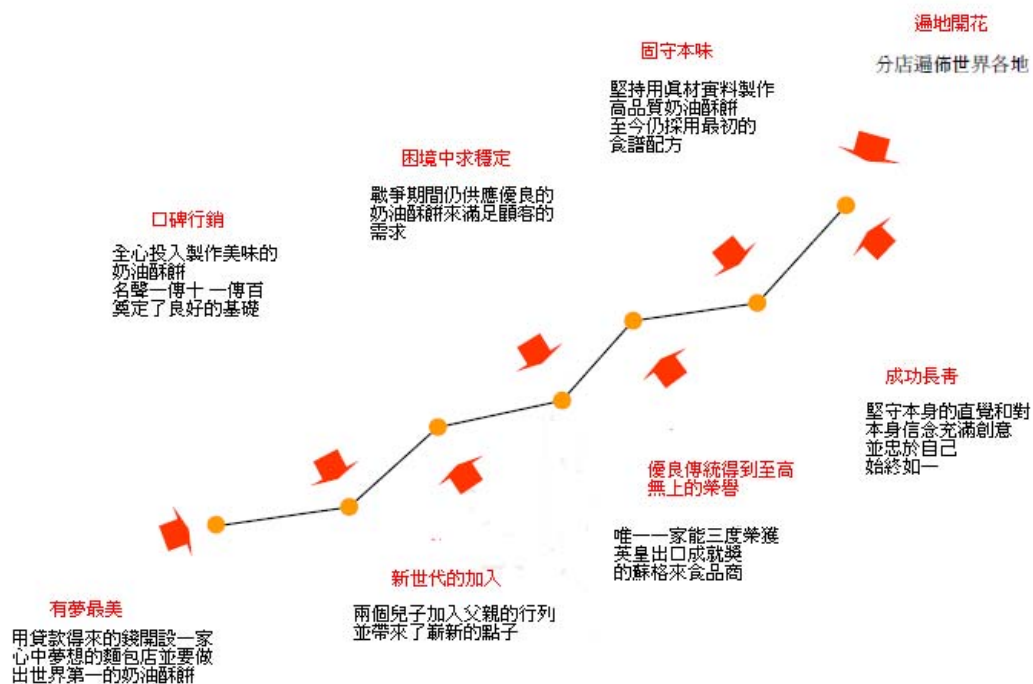 有夢最美
用貸款得來的錢開設一家
心中夢想的麵包店並要做
出世界第一的奶油酥餅
口碑行銷
全心投入製作美味的
奶油酥餅
名聲一傳十 一傳百
奠定了良好的基礎
新世代的加入
兩個兒子加入父親的行列
並帶來了嶄新的點子
困境中求穩定
戰爭期間仍供應優良的
奶油酥餅來滿足顧客的
需求
優良傳統得到至高
無上的榮譽
唯一一家能三度榮獲
英皇出口成就獎
的蘇格來食品商
固守本味
堅持用真材實料製作
高品質奶油酥餅
至今仍採用最初的
食譜配方
成功長青
堅守本身的直覺和對
本身信念充滿創意
並忠於自己
始終如一
遍地開花
分店遍佈世界各地